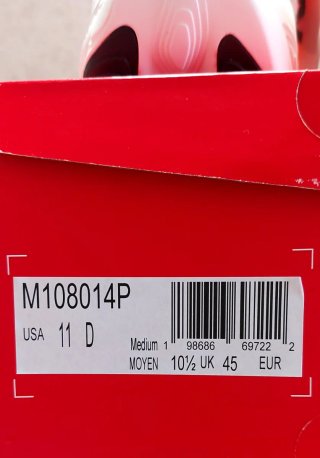 M108014P
USA 11 D
Medium 1 98686 69722 2
MOYEN 10½ UK 45 EUR